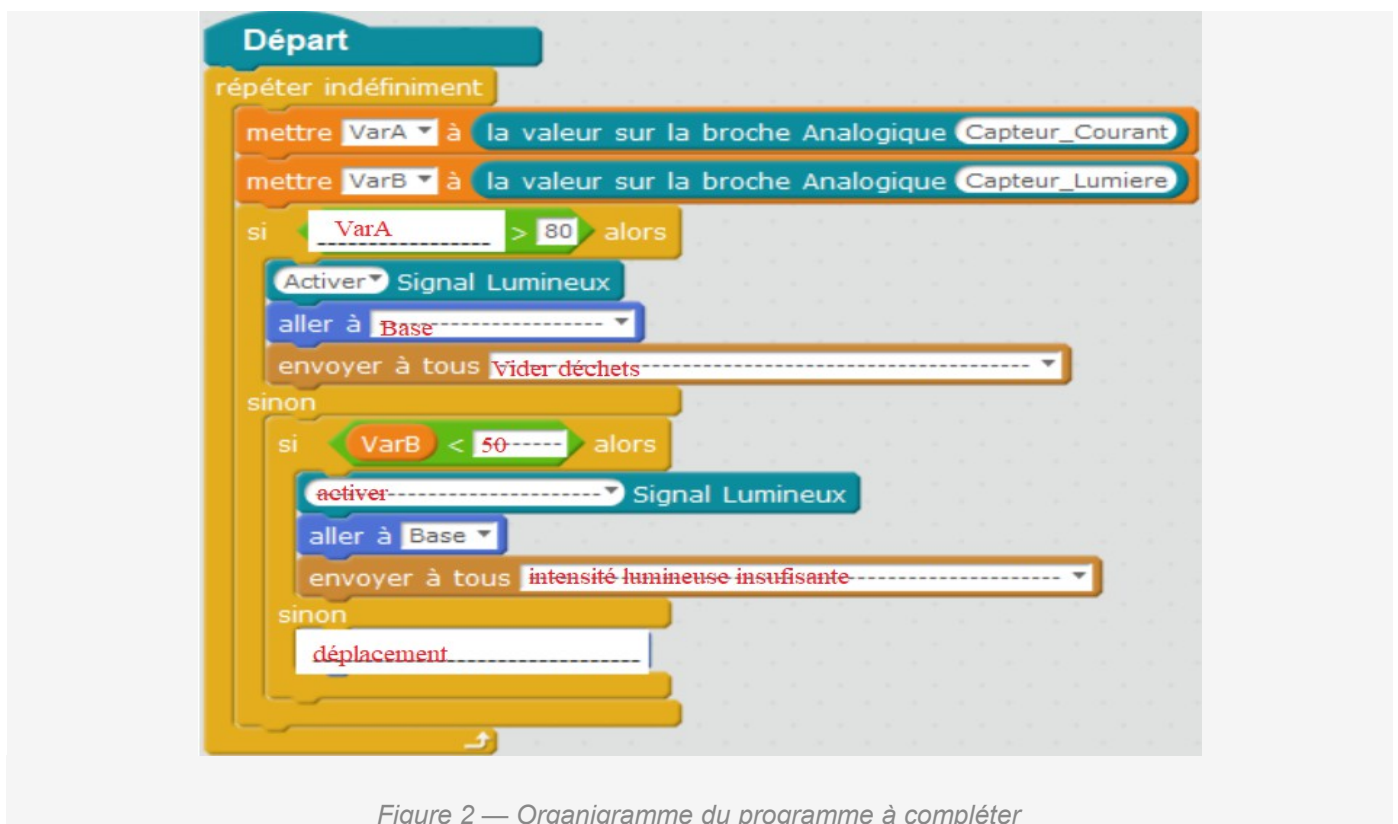 Départ
répéter indéfiniment
mettre VarA à la valeur sur la broche Analogique Capteur_Courant
mettre VarB à la valeur sur la broche Analogique Capteur_Lumiere
si VarA > 80 alors
Activer Signal Lumineux
aller à Base
envoyer à tous Vider déchets
sinon
si VarB < 50 alors
activer Signal Lumineux
aller à Base
envoyer à tous intensité lumineuse insufisante
sinon
déplacement
Figure 2 — Organigramme du programme à compléter